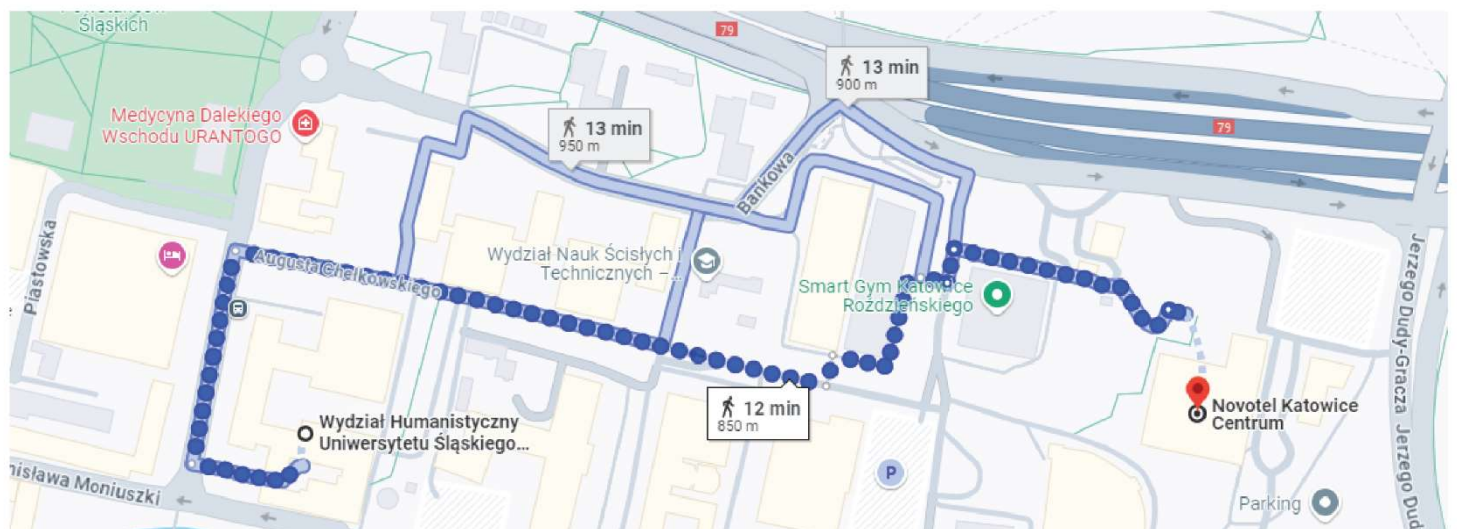 Śląskich
79
13 min
900 m
Medycyna Dalekiego
Wschodu URANTOGO
13 min
950 m
79
Bankowa
Piastowska
Augusta Chełkowskiego
Wydział Nauk Ścisłych i
Technicznych –...
Smart Gym Katowice
Roździeńskiego
Jerzego Dudy-Gracza
Jerzego Dud
12 min
850 m
Wydział Humanistyczny
Uniwersytetu Śląskiego...
Novotel Katowice
Centrum
nisława Moniuszki
P
Parking